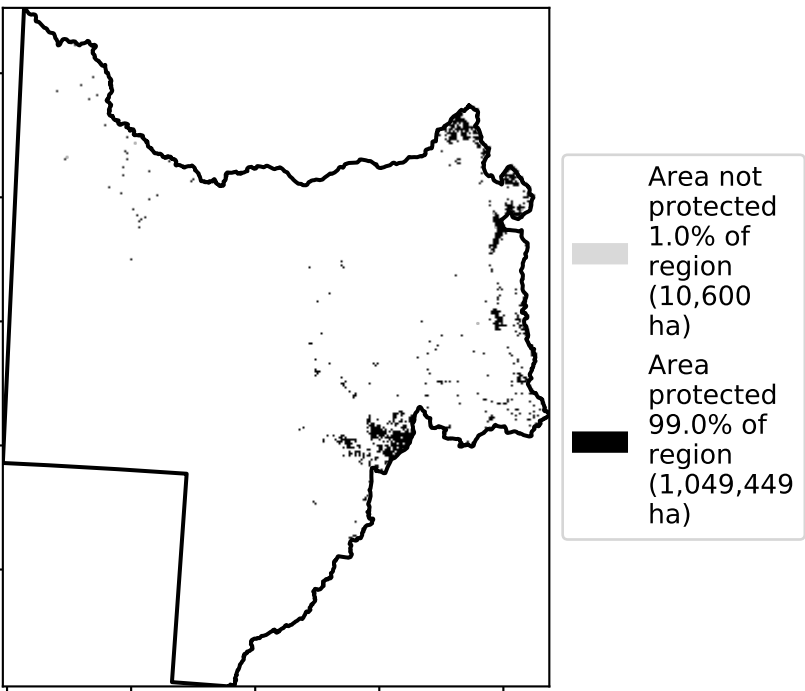 Area not
protected
1.0% of
region
(10,600
ha)
Area
protected
99.0% of
region
(1,049,449
ha)